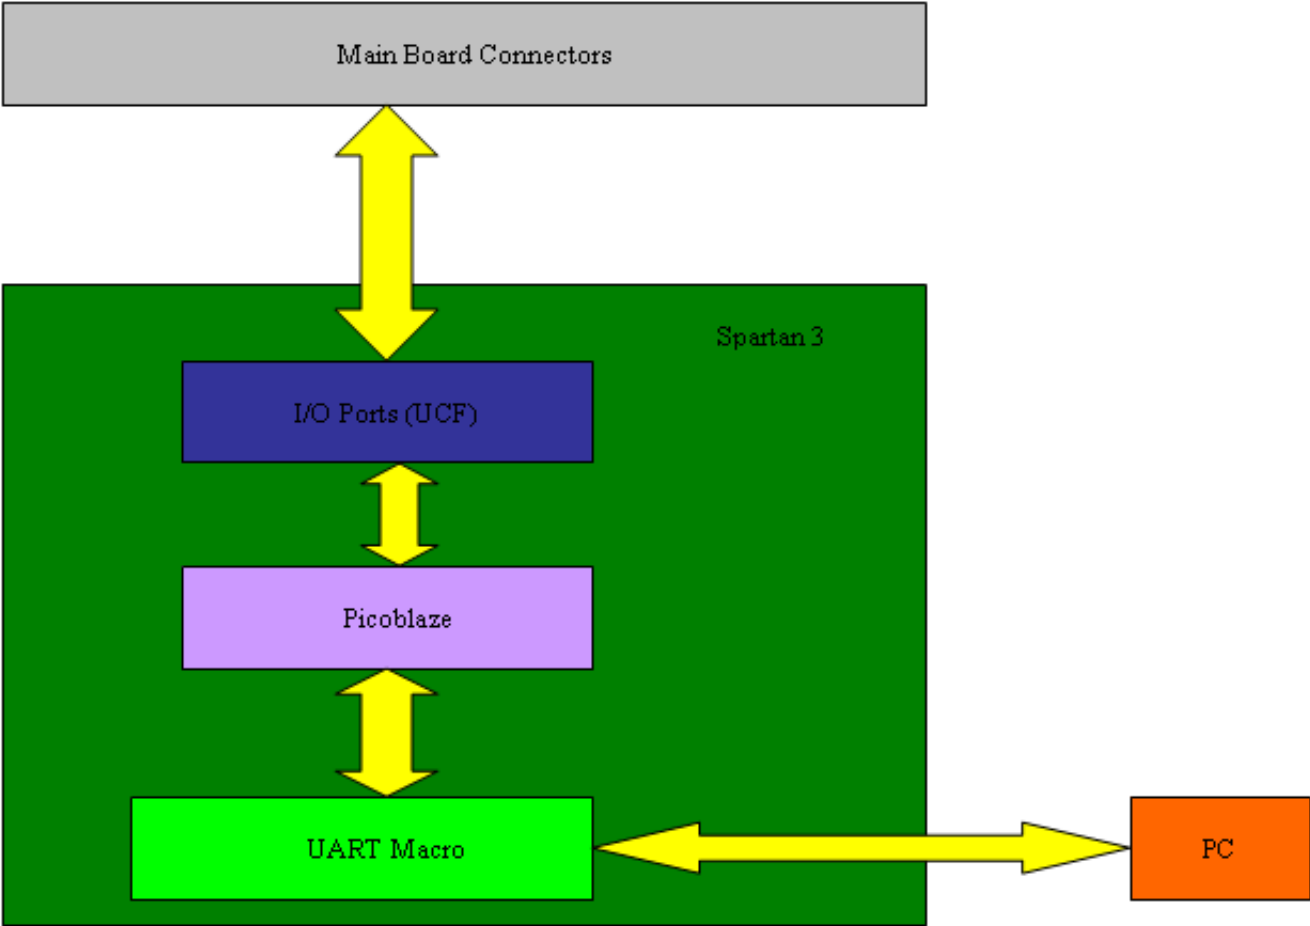 Main Board Connectors
Spartan 3
I/O Ports (UCF)
Picoblaze
UART Macro
PC